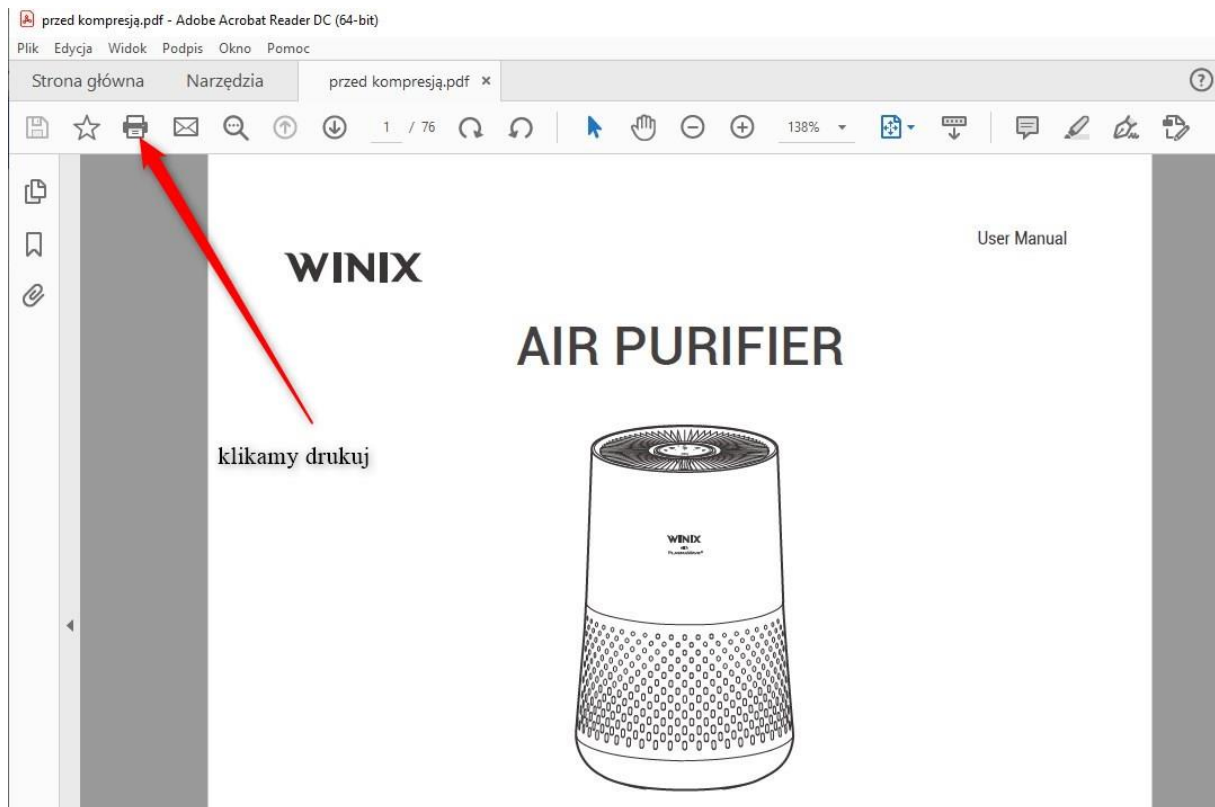 przed kompresją.pdf - Adobe Acrobat Reader DC (64-bit)
Plik Edycja Widok Podpis Okno Pomoc
Strona główna Narzędzia przed kompresją.pdf × ?
1 / 76 138%
User Manual
WINIX
AIR PURIFIER
klikamy drukuj
WINIX